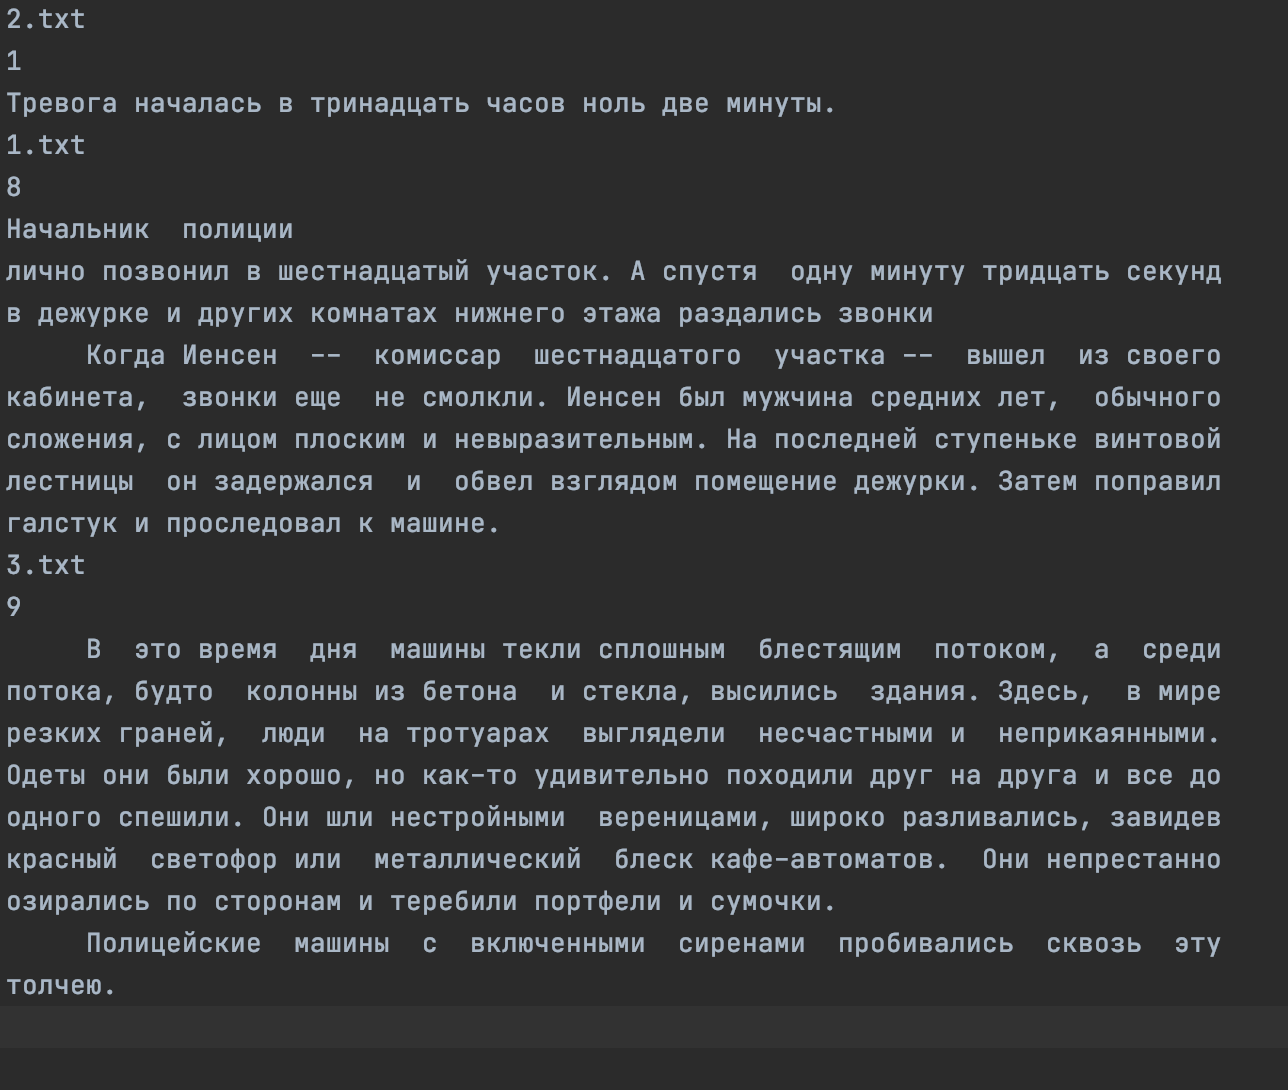 2.txt
1
Тревога началась в тринадцать часов ноль две минуты.
1.txt
8
Начальник  полиции
лично позвонил в шестнадцатый участок. А спустя  одну минуту тридцать секунд
в дежурке и других комнатах нижнего этажа раздались звонки
     Когда Иенсен  --  комиссар  шестнадцатого  участка --  вышел  из своего
кабинета,  звонки еще  не смолкли. Иенсен был мужчина средних лет,  обычного
сложения, с лицом плоским и невыразительным. На последней ступеньке винтовой
лестницы  он задержался  и  обвел взглядом помещение дежурки. Затем поправил
галстук и проследовал к машине.
3.txt
9
     В  это время  дня  машины текли сплошным  блестящим  потоком,  а  среди
потока, будто  колонны из бетона  и стекла, высились  здания. Здесь,  в мире
резких граней,  люди  на тротуарах  выглядели  несчастными и  неприкаянными.
Одеты они были хорошо, но как-то удивительно походили друг на друга и все до
одного спешили. Они шли нестройными  вереницами, широко разливались, завидев
красный  светофор или  металлический  блеск кафе-автоматов.  Они непрестанно
озирались по сторонам и теребили портфели и сумочки.
     Полицейские  машины  с  включенными  сиренами  пробивались  сквозь  эту
толчею.